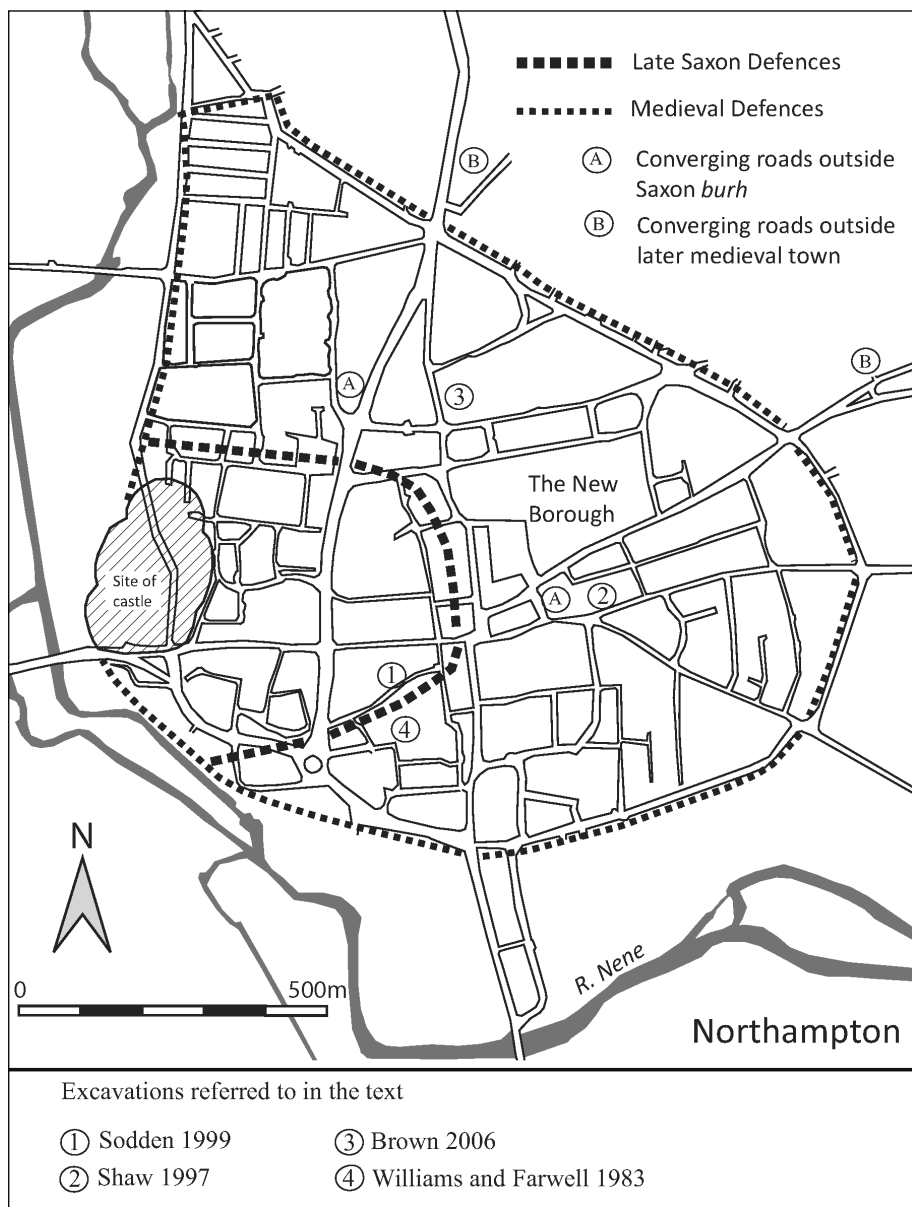 Late Saxon Defences
Medieval Defences
A Converging roads outside
Saxon burh
B Converging roads outside
later medieval town
B
B
A
3
The New
Borough
Site of
castle
A
2
1
4
N
0 500m
R. Nene
Northampton
Excavations referred to in the text
1 Sodden 1999
3 Brown 2006
2 Shaw 1997
4 Williams and Farwell 1983